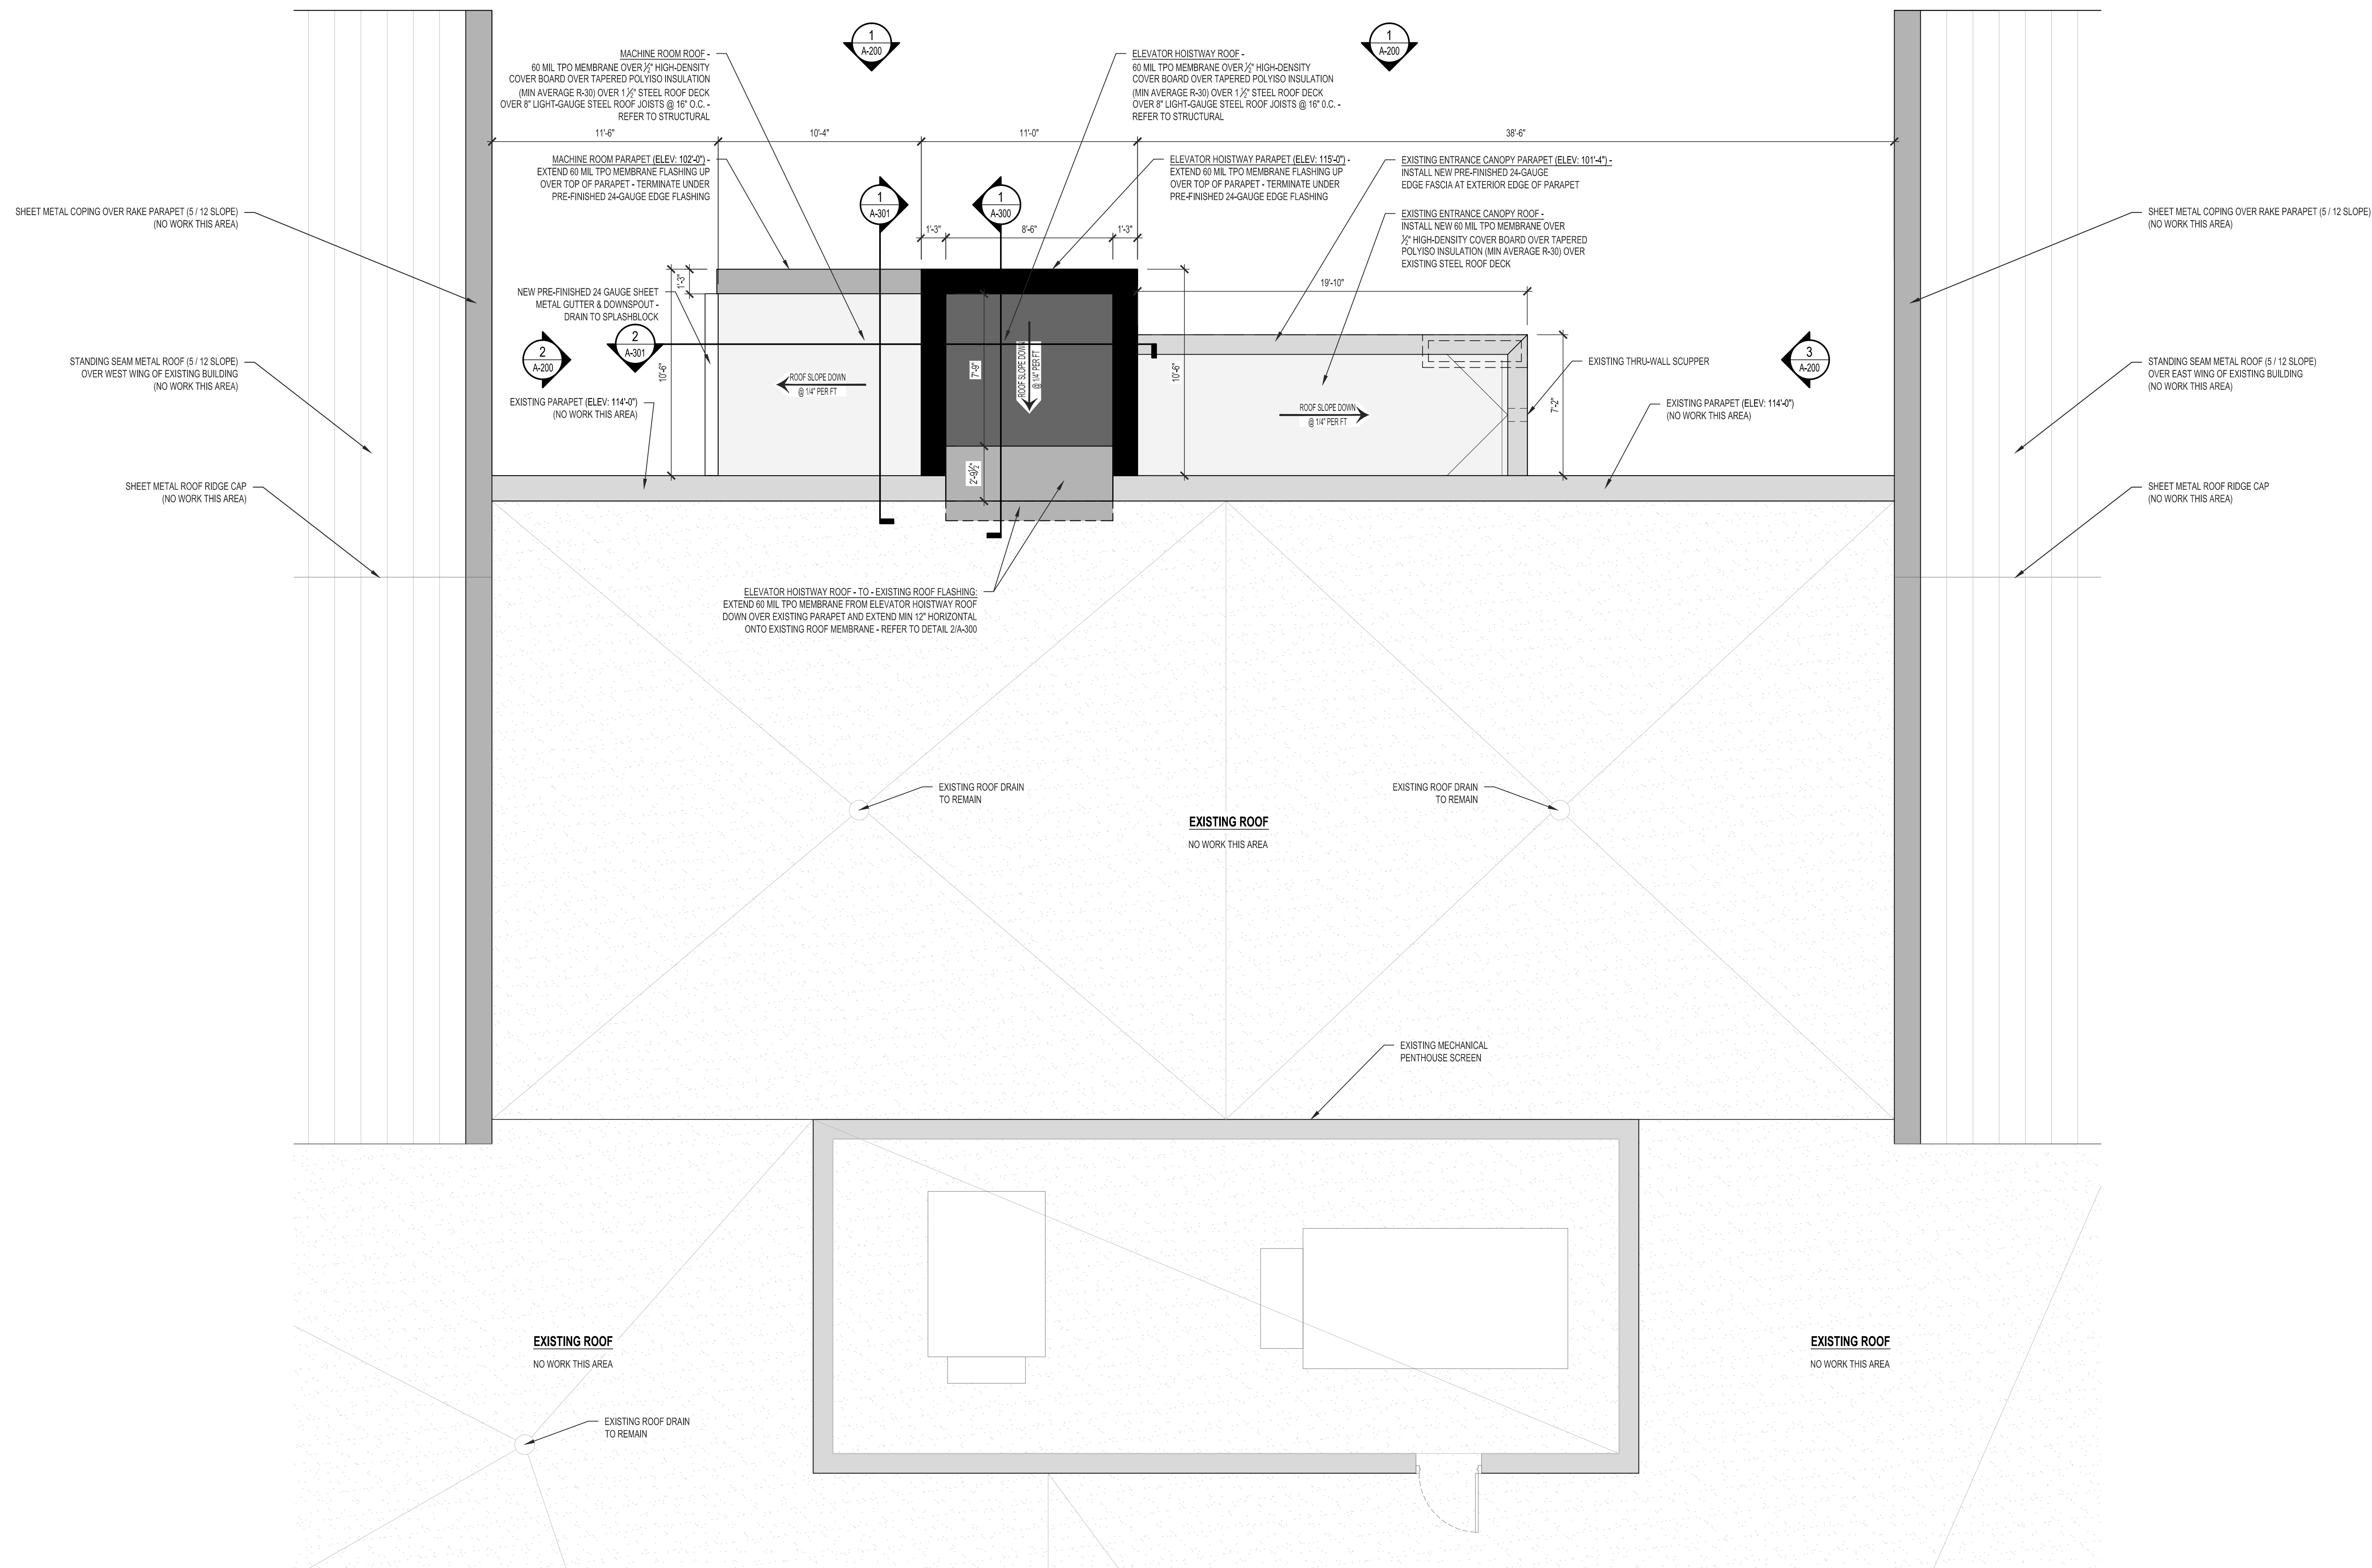 1
A-200
1
A-200
MACHINE ROOM ROOF -
60 MIL TPO MEMBRANE OVER ½" HIGH-DENSITY
COVER BOARD OVER TAPERED POLYISO INSULATION
(MIN AVERAGE R-30) OVER 1 ½" STEEL ROOF DECK
OVER 8" LIGHT-GAUGE STEEL ROOF JOISTS @ 16" O.C. -
REFER TO STRUCTURAL
ELEVATOR HOISTWAY ROOF -
60 MIL TPO MEMBRANE OVER ½" HIGH-DENSITY
COVER BOARD OVER TAPERED POLYISO INSULATION
(MIN AVERAGE R-30) OVER 1 ½" STEEL ROOF DECK
OVER 8" LIGHT-GAUGE STEEL ROOF JOISTS @ 16" 0.C. -
REFER TO STRUCTURAL
11'-6"
10'-4"
11'-0"
38'-6"
MACHINE ROOM PARAPET (ELEV: 102'-0") -
EXTEND 60 MIL TPO MEMBRANE FLASHING UP
OVER TOP OF PARAPET - TERMINATE UNDER
PRE-FINISHED 24-GAUGE EDGE FLASHING
ELEVATOR HOISTWAY PARAPET (ELEV: 115'-0") -
EXTEND 60 MIL TPO MEMBRANE FLASHING UP
OVER TOP OF PARAPET - TERMINATE UNDER
PRE-FINISHED 24-GAUGE EDGE FLASHING
EXISTING ENTRANCE CANOPY PARAPET (ELEV: 101'-4") -
INSTALL NEW PRE-FINISHED 24-GAUGE
EDGE FASCIA AT EXTERIOR EDGE OF PARAPET
1
A-301
1
A-300
SHEET METAL COPING OVER RAKE PARAPET (5 / 12 SLOPE)
(NO WORK THIS AREA)
EXISTING ENTRANCE CANOPY ROOF -
INSTALL NEW 60 MIL TPO MEMBRANE OVER
½" HIGH-DENSITY COVER BOARD OVER TAPERED
POLYISO INSULATION (MIN AVERAGE R-30) OVER
EXISTING STEEL ROOF DECK
SHEET METAL COPING OVER RAKE PARAPET (5 / 12 SLOPE)
(NO WORK THIS AREA)
1'-3"
8'-6"
1'-3"
1'-3"
19'-10"
NEW PRE-FINISHED 24 GAUGE SHEET
METAL GUTTER & DOWNSPOUT -
DRAIN TO SPLASHBLOCK
2
A-200
2
A-301
3
A-200
STANDING SEAM METAL ROOF (5 / 12 SLOPE)
OVER WEST WING OF EXISTING BUILDING
(NO WORK THIS AREA)
10'-6"
ROOF SLOPE DOWN
@ 1/4" PER FT
7'-9"
ROOF SLOPE DOWN
@ 1/4" PER FT
10'-6"
ROOF SLOPE DOWN
@ 1/4" PER FT
7'-2"
EXISTING THRU-WALL SCUPPER
STANDING SEAM METAL ROOF (5 / 12 SLOPE)
OVER EAST WING OF EXISTING BUILDING
(NO WORK THIS AREA)
EXISTING PARAPET (ELEV: 114'-0")
(NO WORK THIS AREA)
EXISTING PARAPET (ELEV: 114'-0")
(NO WORK THIS AREA)
2'-9½"
SHEET METAL ROOF RIDGE CAP
(NO WORK THIS AREA)
SHEET METAL ROOF RIDGE CAP
(NO WORK THIS AREA)
ELEVATOR HOISTWAY ROOF - TO - EXISTING ROOF FLASHING:
EXTEND 60 MIL TPO MEMBRANE FROM ELEVATOR HOISTWAY ROOF
DOWN OVER EXISTING PARAPET AND EXTEND MIN 12" HORIZONTAL
ONTO EXISTING ROOF MEMBRANE - REFER TO DETAIL 2/A-300
EXISTING ROOF DRAIN
TO REMAIN
EXISTING ROOF DRAIN
TO REMAIN
EXISTING ROOF
NO WORK THIS AREA
EXISTING MECHANICAL
PENTHOUSE SCREEN
EXISTING ROOF
NO WORK THIS AREA
EXISTING ROOF
NO WORK THIS AREA
EXISTING ROOF DRAIN
TO REMAIN